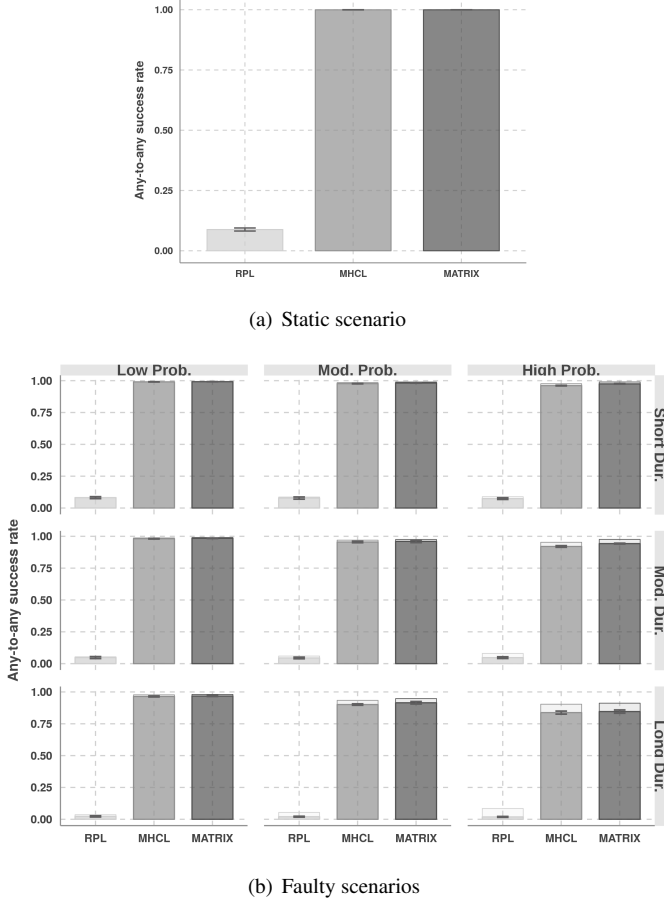 1.00
0.75
0.50
0.25
0.00
Any-to-any success rate
RPL MHCL MATRIX
(a) Static scenario
Low Prob. Mod. Prob. High Prob.
1.00
0.75
0.50
0.25
0.00
Short Dur.
1.00
0.75
0.50
0.25
0.00
Mod. Dur.
Any-to-any success rate
1.00
0.75
0.50
0.25
0.00
Long Dur.
RPL MHCL MATRIX RPL MHCL MATRIX RPL MHCL MATRIX
(b) Faulty scenarios